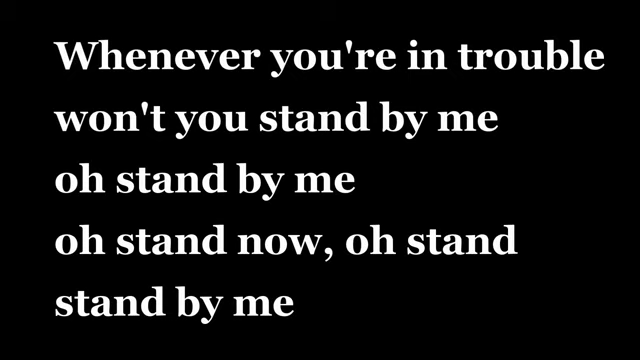 Whenever you're in trouble
won't you stand by me
oh stand by me
oh stand now, oh stand
stand by me